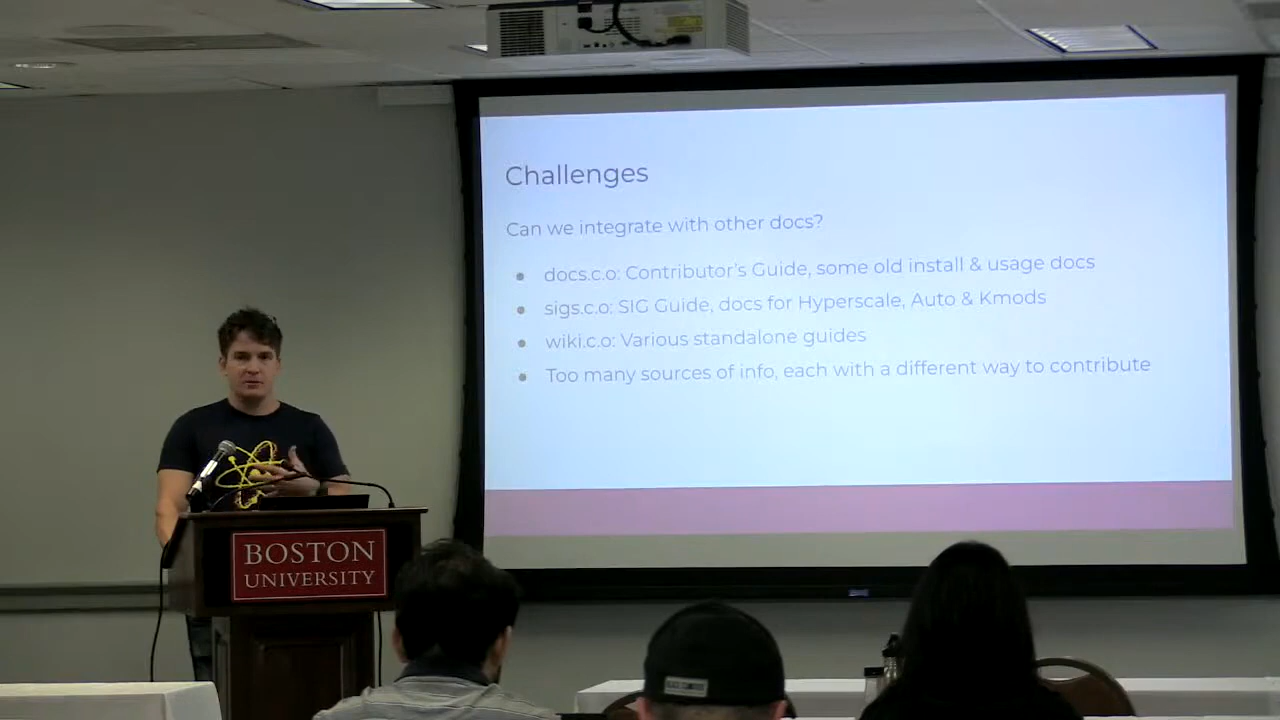 Challenges
Can we integrate with other docs?
docs.c.o: Contributor's Guide, some old install & usage docs
sigs.c.o: SIG Guide, docs for Hyperscale, Auto & Kmods
wiki.c.o: Various standalone guides
Too many sources of info, each with a different way to contribute
BOSTON
UNIVERSITY